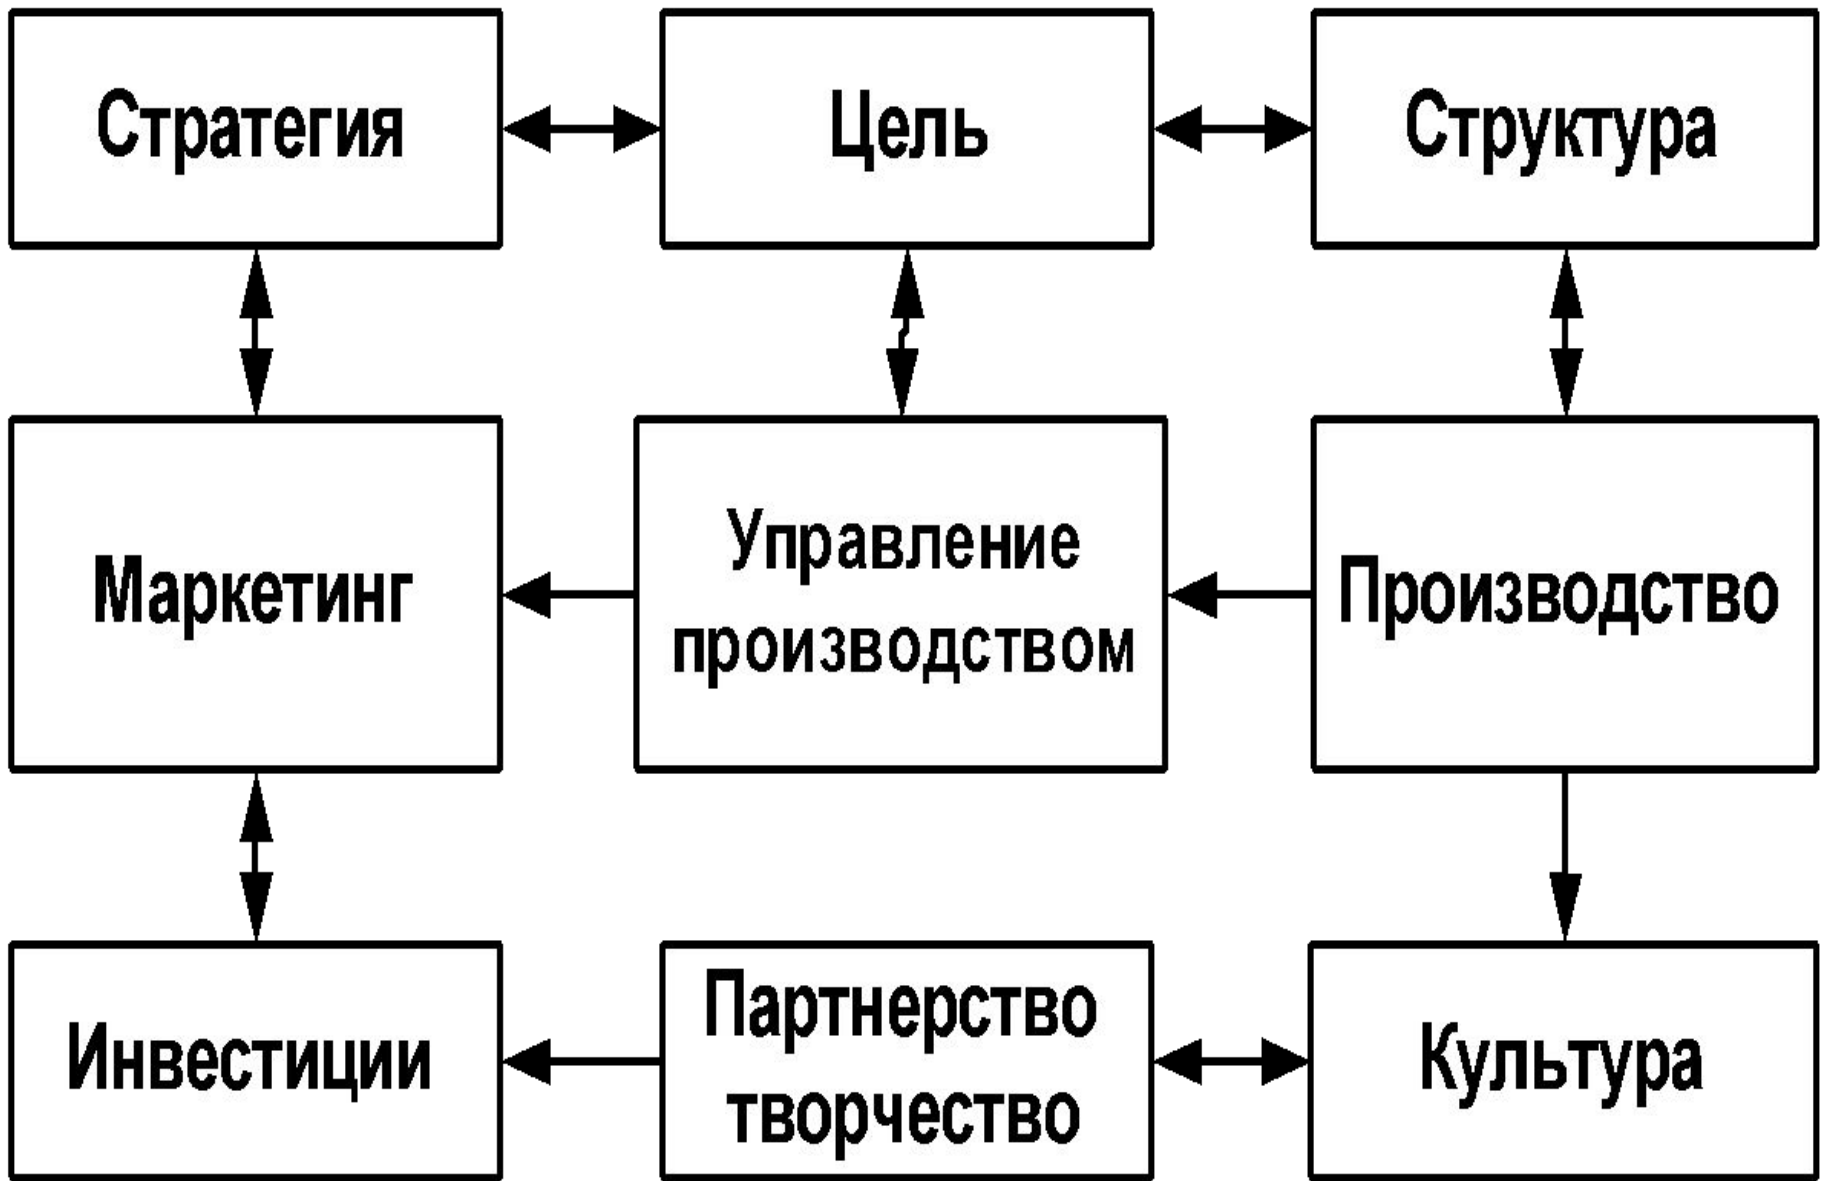 Стратегия
Цель
Структура
Маркетинг
Управление
производством
Производство
Инвестиции
Партнерство
творчество
Культура